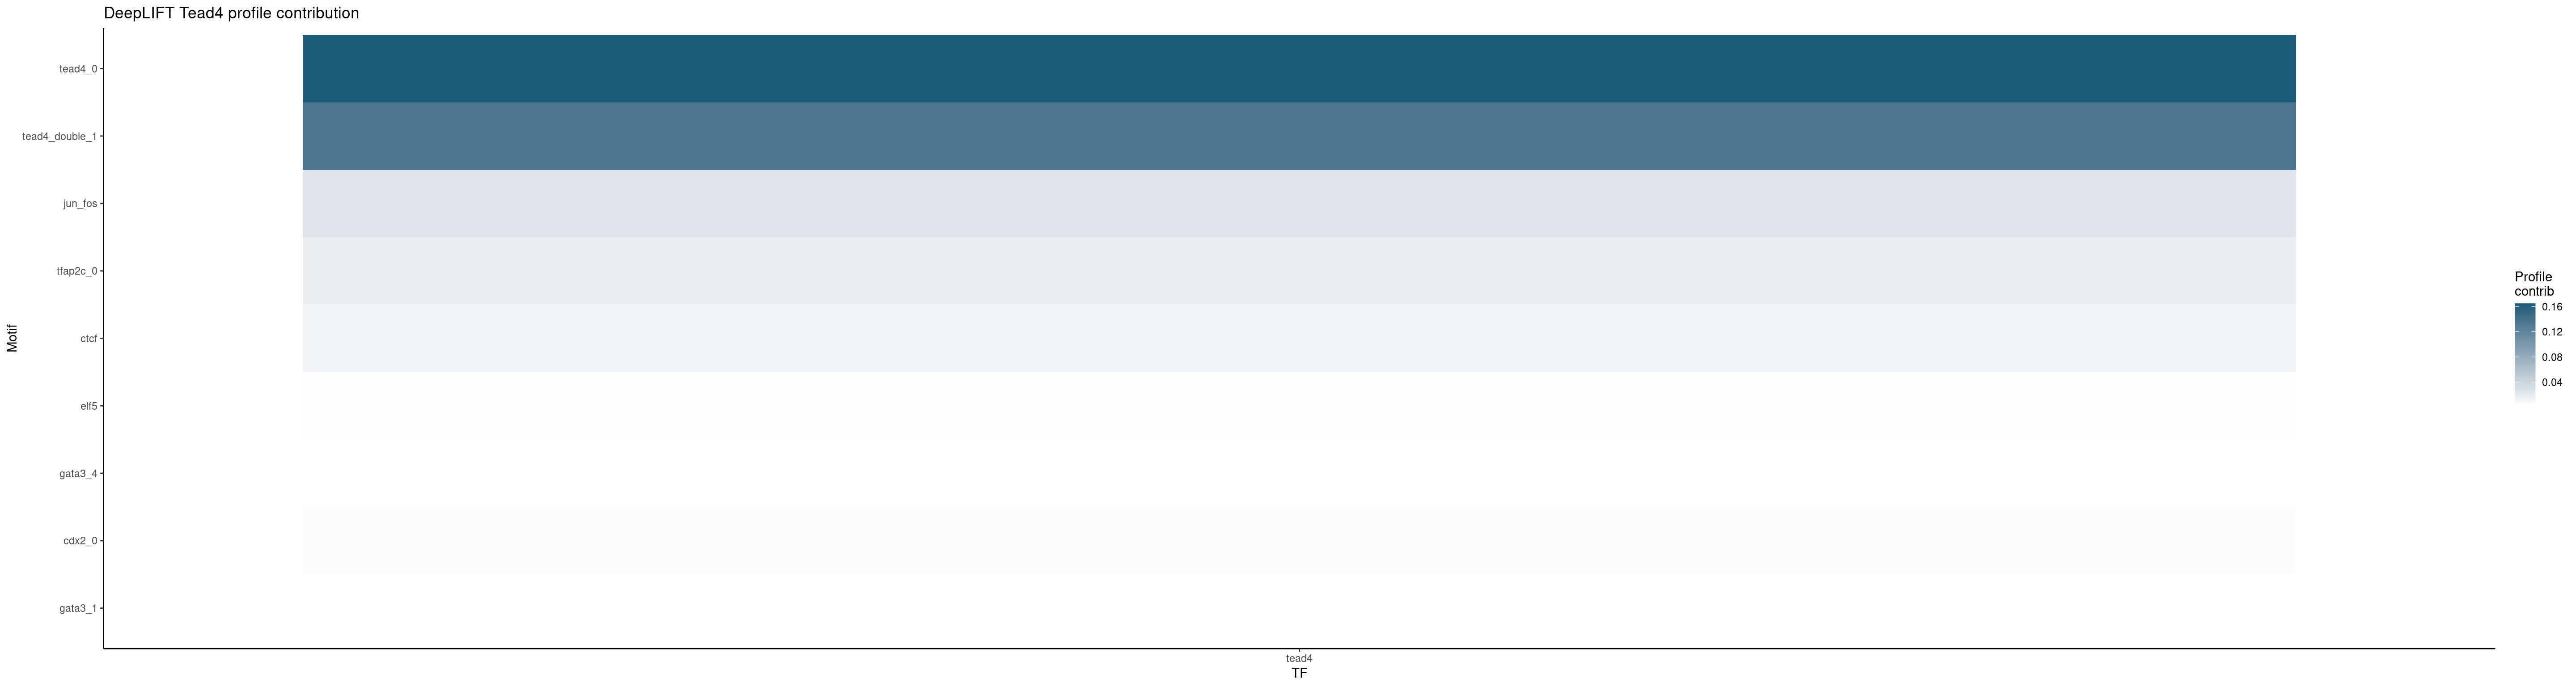 DeepLIFT Tead4 profile contribution
Motif
tead4_0
tead4_double_1
jun_fos
tfap2c_0
ctcf
elf5
gata3_4
cdx2_0
gata3_1
tead4
TF
Profile
contrib
0.16
0.12
0.08
0.04